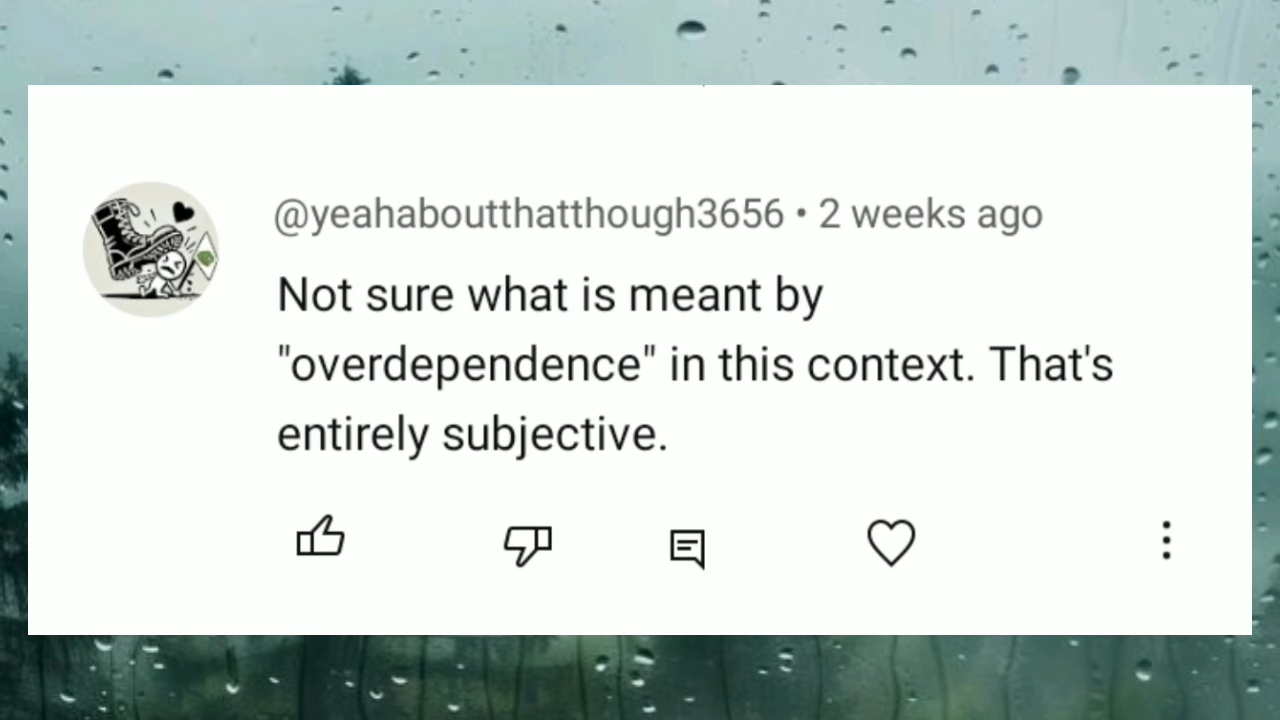 @yeahaboutthatthough3656 • 2 weeks ago
Not sure what is meant by
"overdependence" in this context. That's
entirely subjective.